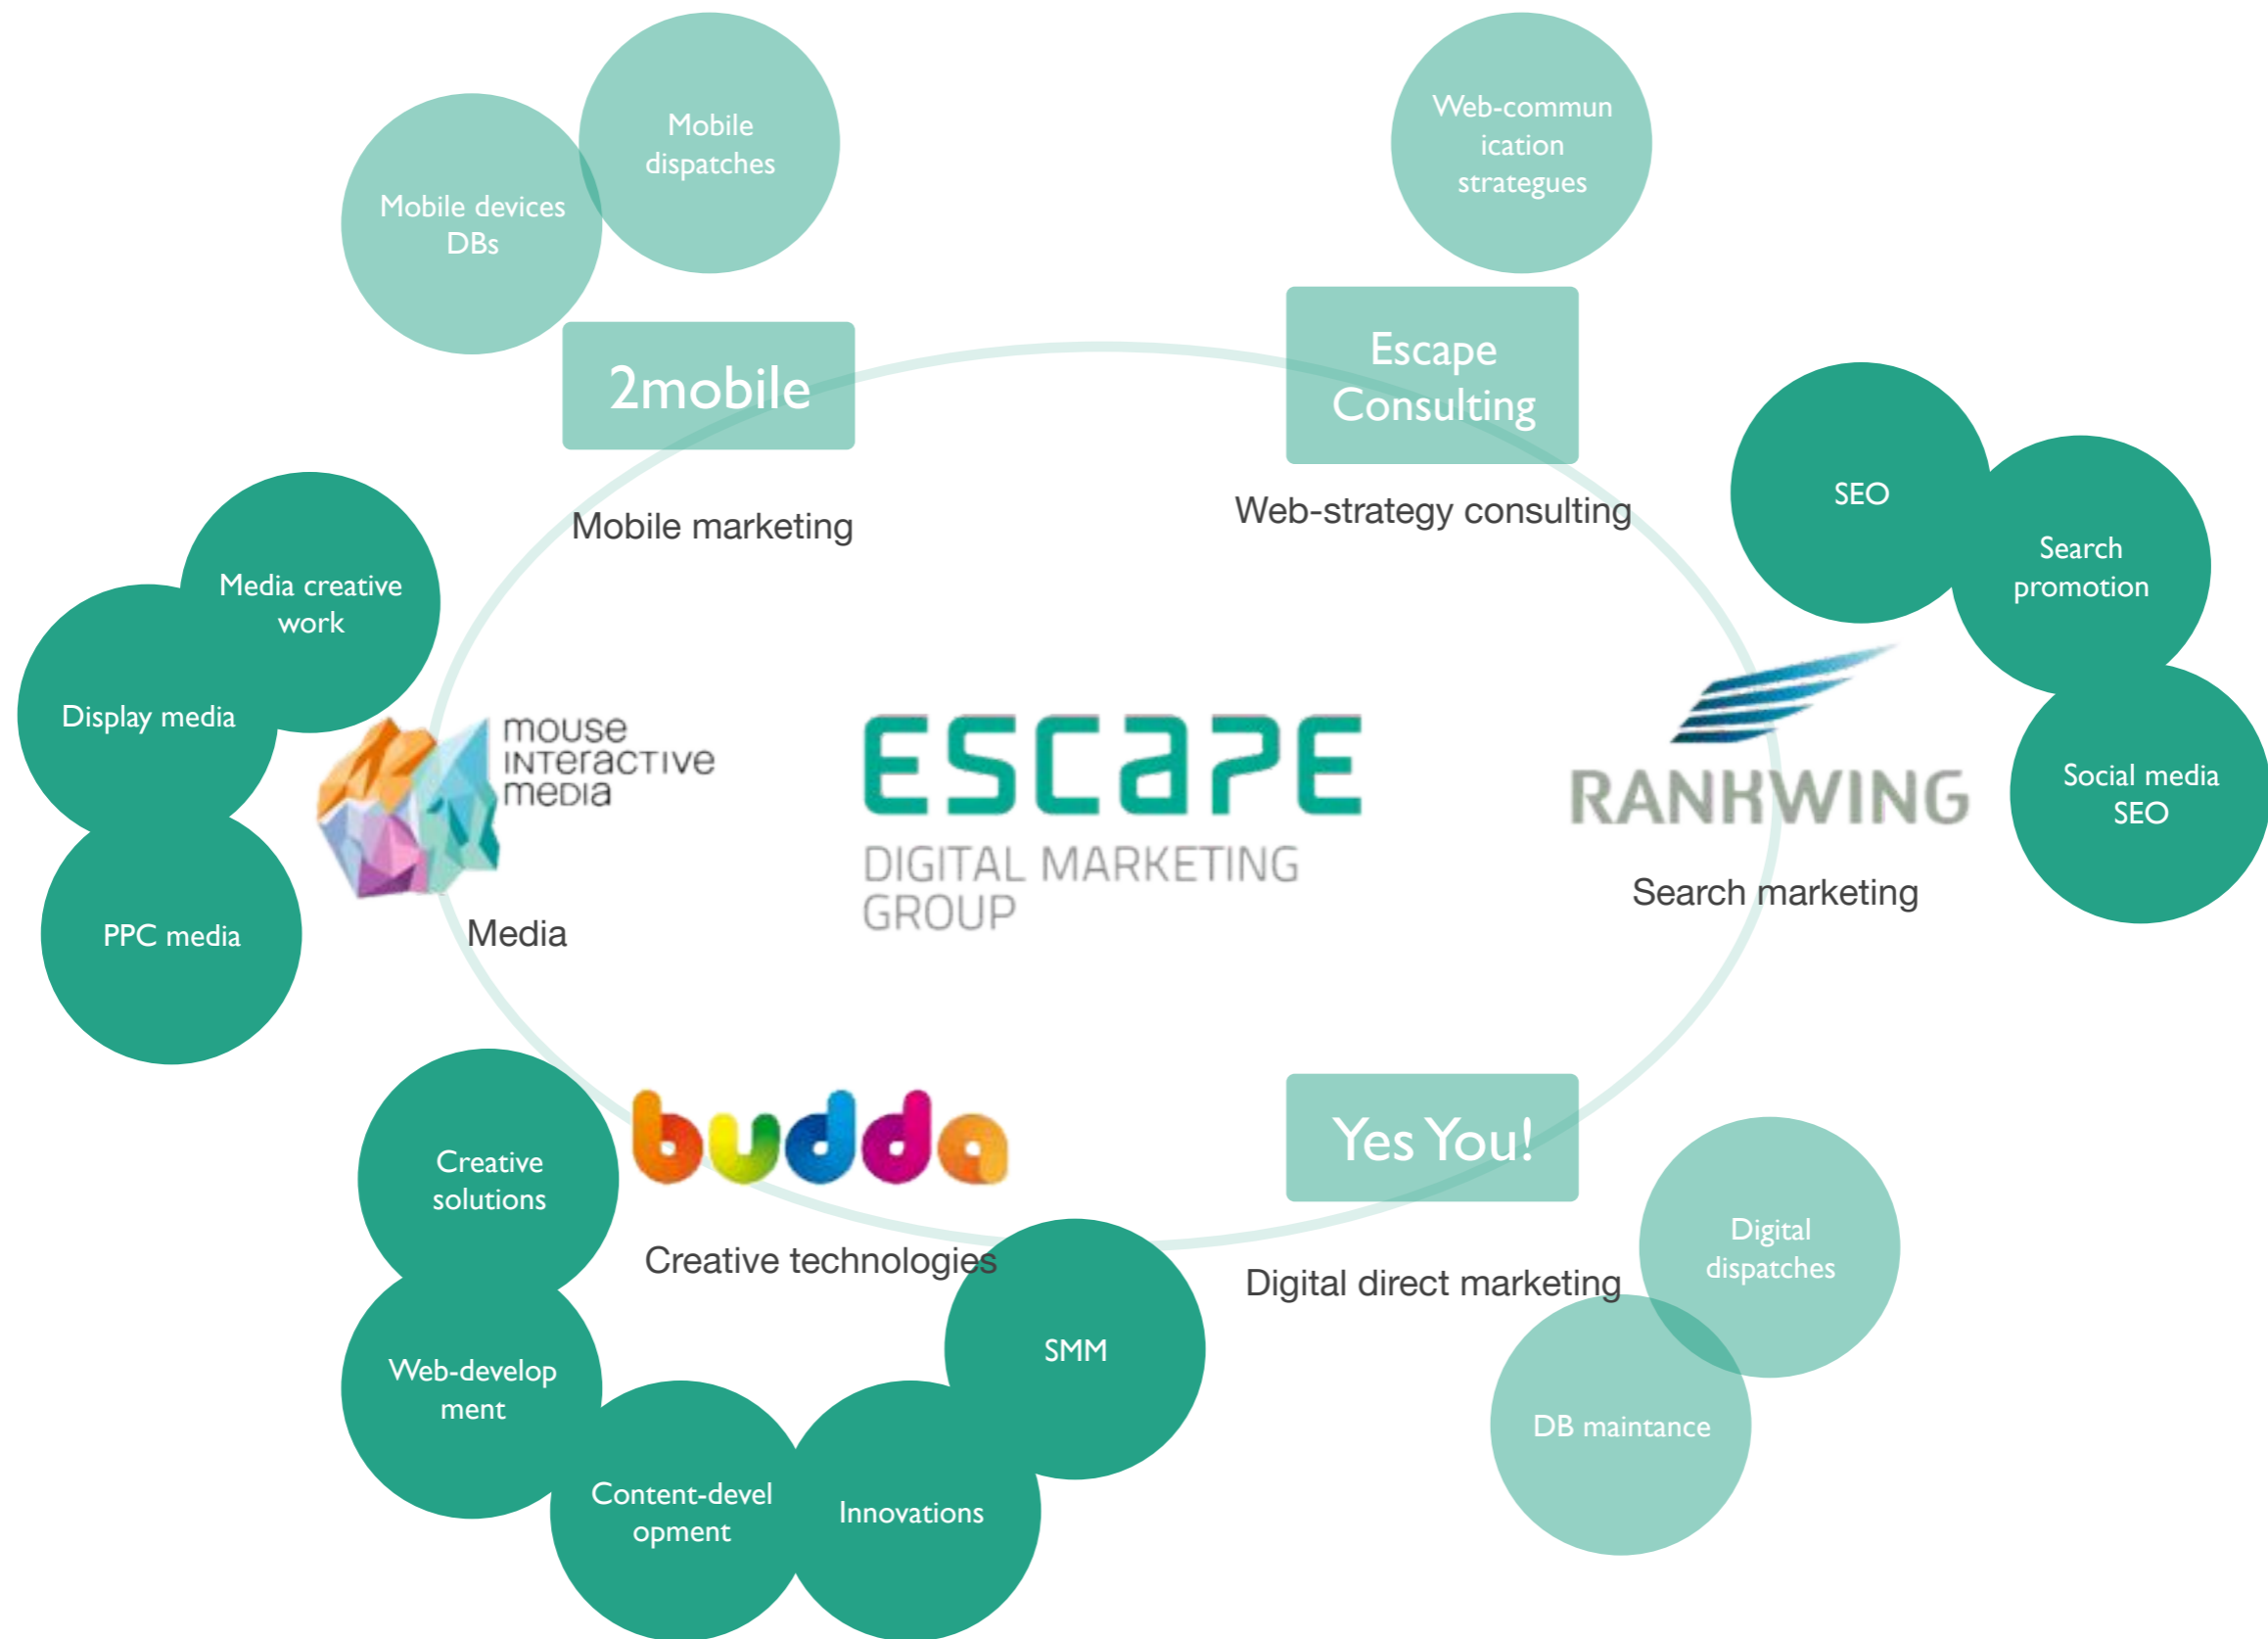 Mobile
dispatches
Mobile devices
DBs
2mobile
Mobile marketing
Web-commun
ication
strategues
Escape
Consulting
Web-strategy consulting
SEO
Search
promotion
Social media
SEO
RANKWING
Search marketing
Media creative
work
Display media
PPC media
mouse
INTERACTIVE
MEDIA
Media
ESCAPE
DIGITAL MARKETING
GROUP
budda
Creative technologies
Creative
solutions
Web-develop
ment
Content-devel
opment
Innovations
SMM
Yes You!
Digital direct marketing
Digital
dispatches
DB maintance